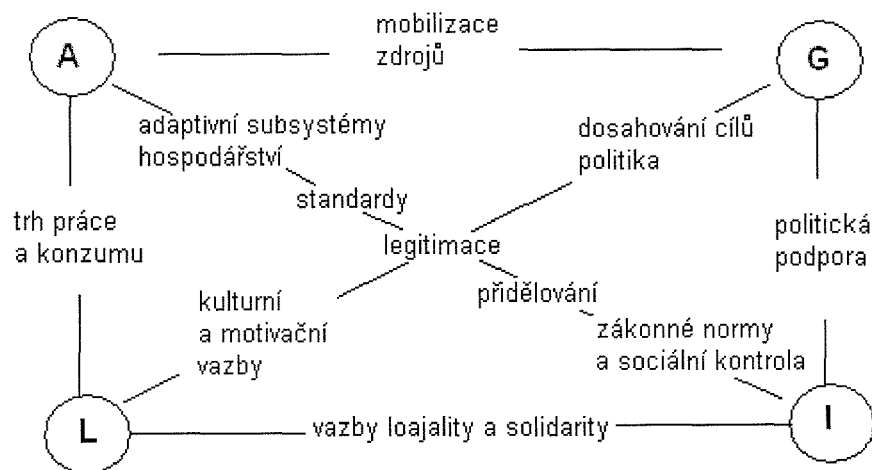 mobilizace
zdrojů
A
G
adaptivní subsystémy
hospodářství
dosahování cílů
politika
standardy
trh práce
a konzumu
legitimace
politická
podpora
kulturní
a motivační
vazby
přidělování
zákonné normy
a sociální kontrola
L
vazby loajality a solidarity
I